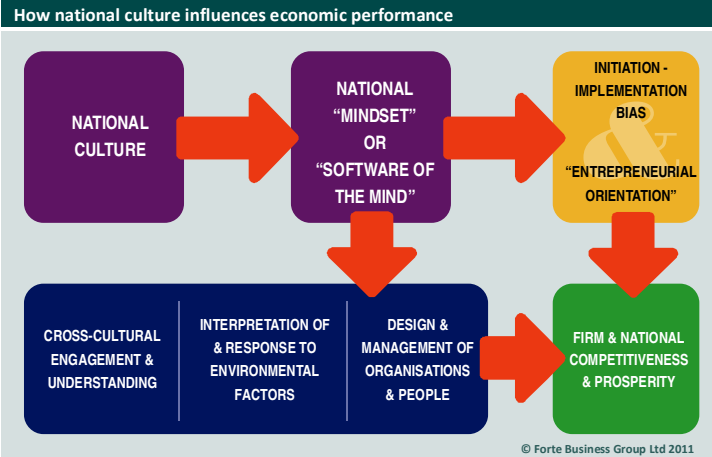 How national culture influences economic performance
NATIONAL
CULTURE
NATIONAL
“MINDSET”
OR
“SOFTWARE OF
THE MIND”
INITIATION -
IMPLEMENTATION
BIAS
&
“ENTREPRENEURIAL
ORIENTATION”
CROSS-CULTURAL
ENGAGEMENT &
UNDERSTANDING
INTERPRETATION OF
& RESPONSE TO
ENVIRONMENTAL
FACTORS
DESIGN &
MANAGEMENT OF
ORGANISATIONS
& PEOPLE
FIRM & NATIONAL
COMPETITIVENESS
& PROSPERITY
© Forte Business Group Ltd 2011